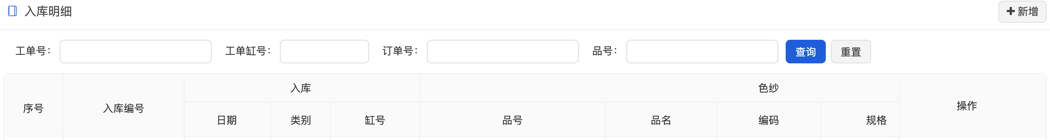 入库明细 新增
工单号: 工单缸号: 订单号: 品号: 查询 重置
入库 色纱
序号 入库编号 操作
日期 类别 缸号 品号 品名 编码 规格